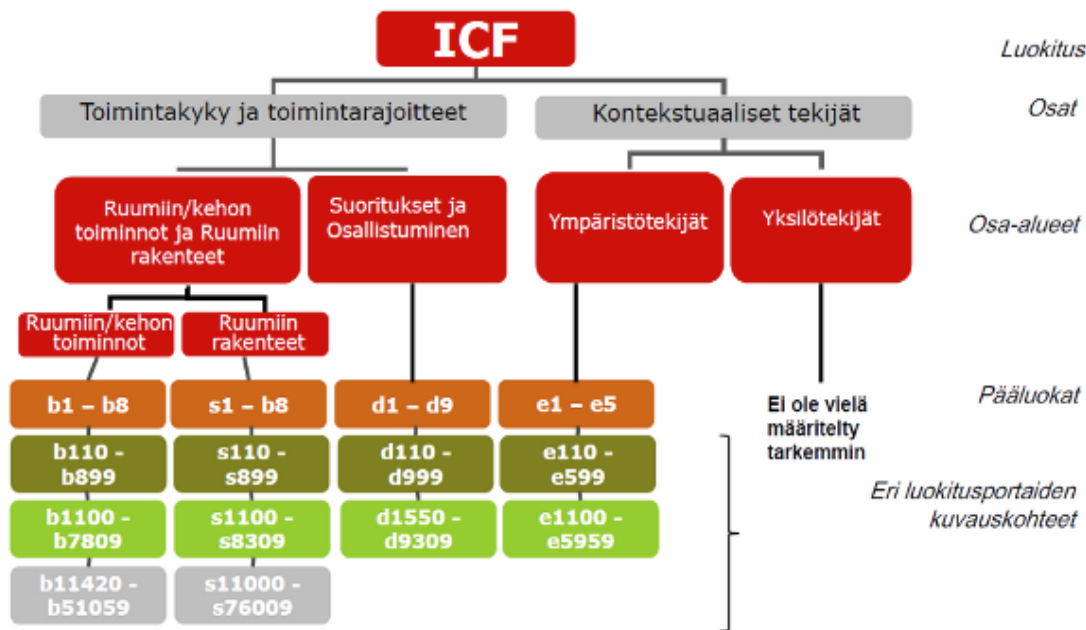 ICF
Luokitus
Toimintakyky ja toimintarajoitteet
Kontekstuaaliset tekijät
Osat
Ruumiin/kehon
toiminnot ja Ruumiin
rakenteet
Suoritukset ja
Osallistuminen
Ympäristötekijät
Yksilötekijät
Osa-alueet
Ruumiin/kehon
toiminnot
Ruumiin
rakenteet
b1 – b8
s1 – b8
d1 – d9
e1 – e5
Ei ole vielä
määritelty
tarkemmin
Pääluokat
b110 -
b899
s110 -
s899
d110 -
d999
e110 -
e599
Eri luokitusportaiden
kuvauskohteet
b1100 -
b7809
s1100 -
s8309
d1550 -
d9309
e1100 -
e5959
b11420 -
b51059
s11000 -
s76009